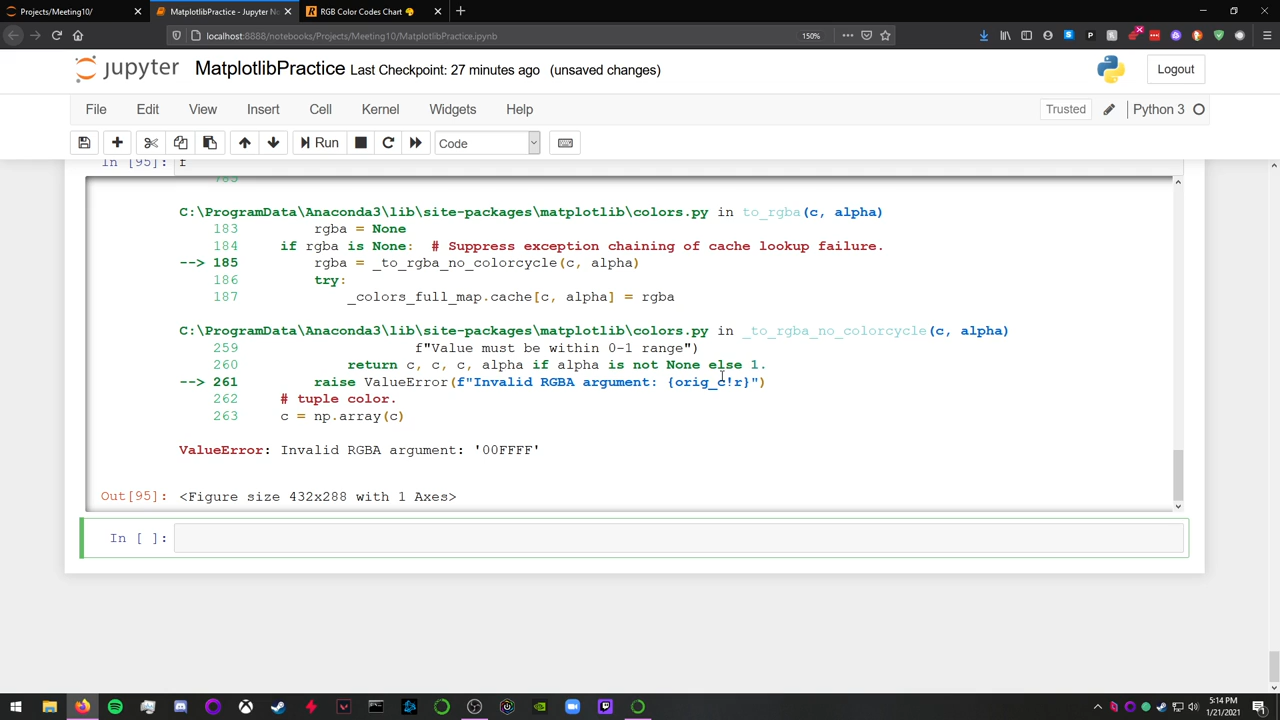 Projects/Meeting10/
MatplotlibPractice - Jupyter N
RGB Color Codes Chart
localhost:8888/notebooks/Projects/Meeting10/MatplotlibPractice.ipynb
150%
jupyter MatplotlibPractice Last Checkpoint: 27 minutes ago (unsaved changes)
Logout
File Edit View Insert Cell Kernel Widgets Help
Trusted
Python 3
Run
Code
In [95]: f
785
C:\ProgramData\Anaconda3\lib\site-packages\matplotlib\colors.py in to_rgba(c, alpha)
183 rgba = None
184 if rgba is None: # Suppress exception chaining of cache lookup failure.
--> 185 rgba = _to_rgba_no_colorcycle(c, alpha)
186 try:
187 _colors_full_map.cache[c, alpha] = rgba
C:\ProgramData\Anaconda3\lib\site-packages\matplotlib\colors.py in _to_rgba_no_colorcycle(c, alpha)
259 f"Value must be within 0-1 range")
260 return c, c, c, alpha if alpha is not None else 1.
--> 261 raise ValueError(f"Invalid RGBA argument: {orig_c!r}")
262 # tuple color.
263 c = np.array(c)
ValueError: Invalid RGBA argument: '00FFFF'
Out[95]: <Figure size 432x288 with 1 Axes>
In [ ]:
5:14 PM
1/21/2021